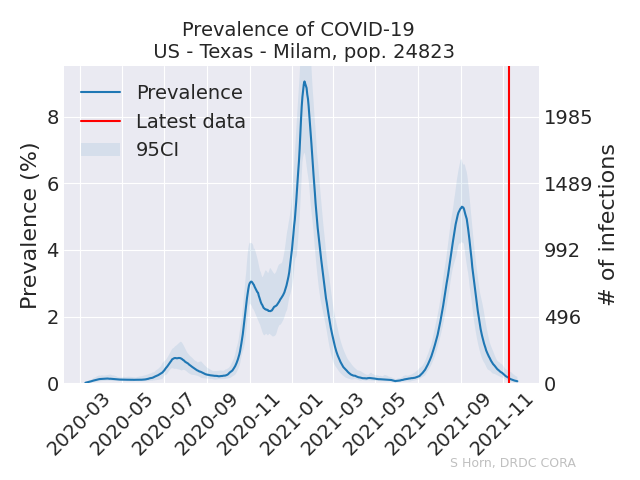 Prevalence of COVID-19
US - Texas - Milam, pop. 24823
Prevalence
Latest data
95CI
Prevalence (%)
8
6
4
2
0
1985
1489
992
496
0
# of infections
2020-03
2020-05
2020-07
2020-09
2020-11
2021-01
2021-03
2021-05
2021-07
2021-09
2021-11
S Horn, DRDC CORA